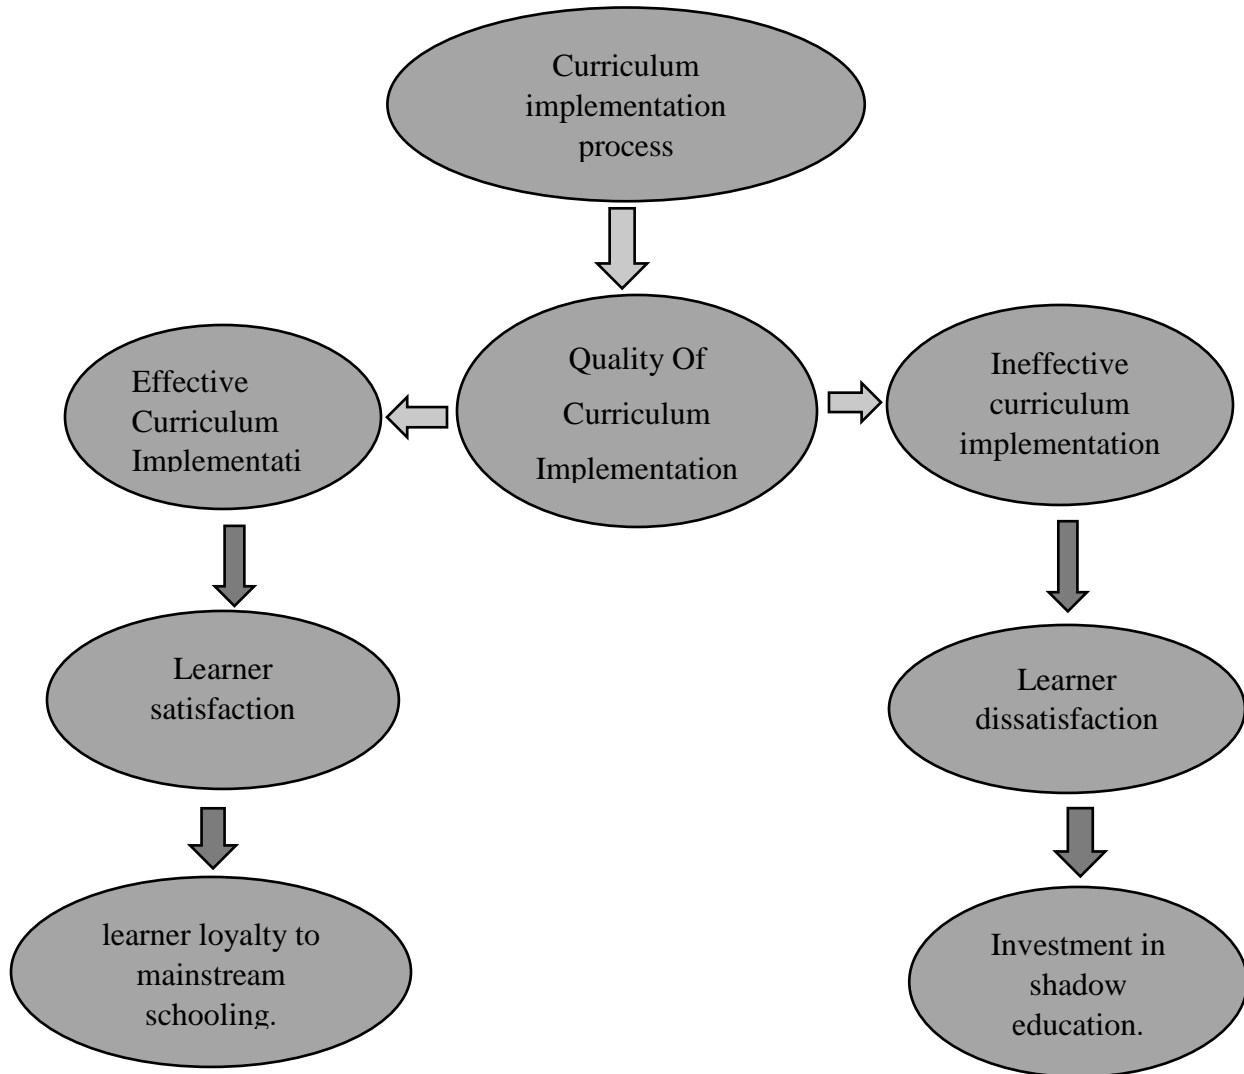 Curriculum
implementation
process
Effective
Curriculum
Implementati
Quality Of
Curriculum
Implementation
Ineffective
curriculum
implementation
Learner
satisfaction
Learner
dissatisfaction
learner loyalty to
mainstream
schooling.
Investment in
shadow
education.